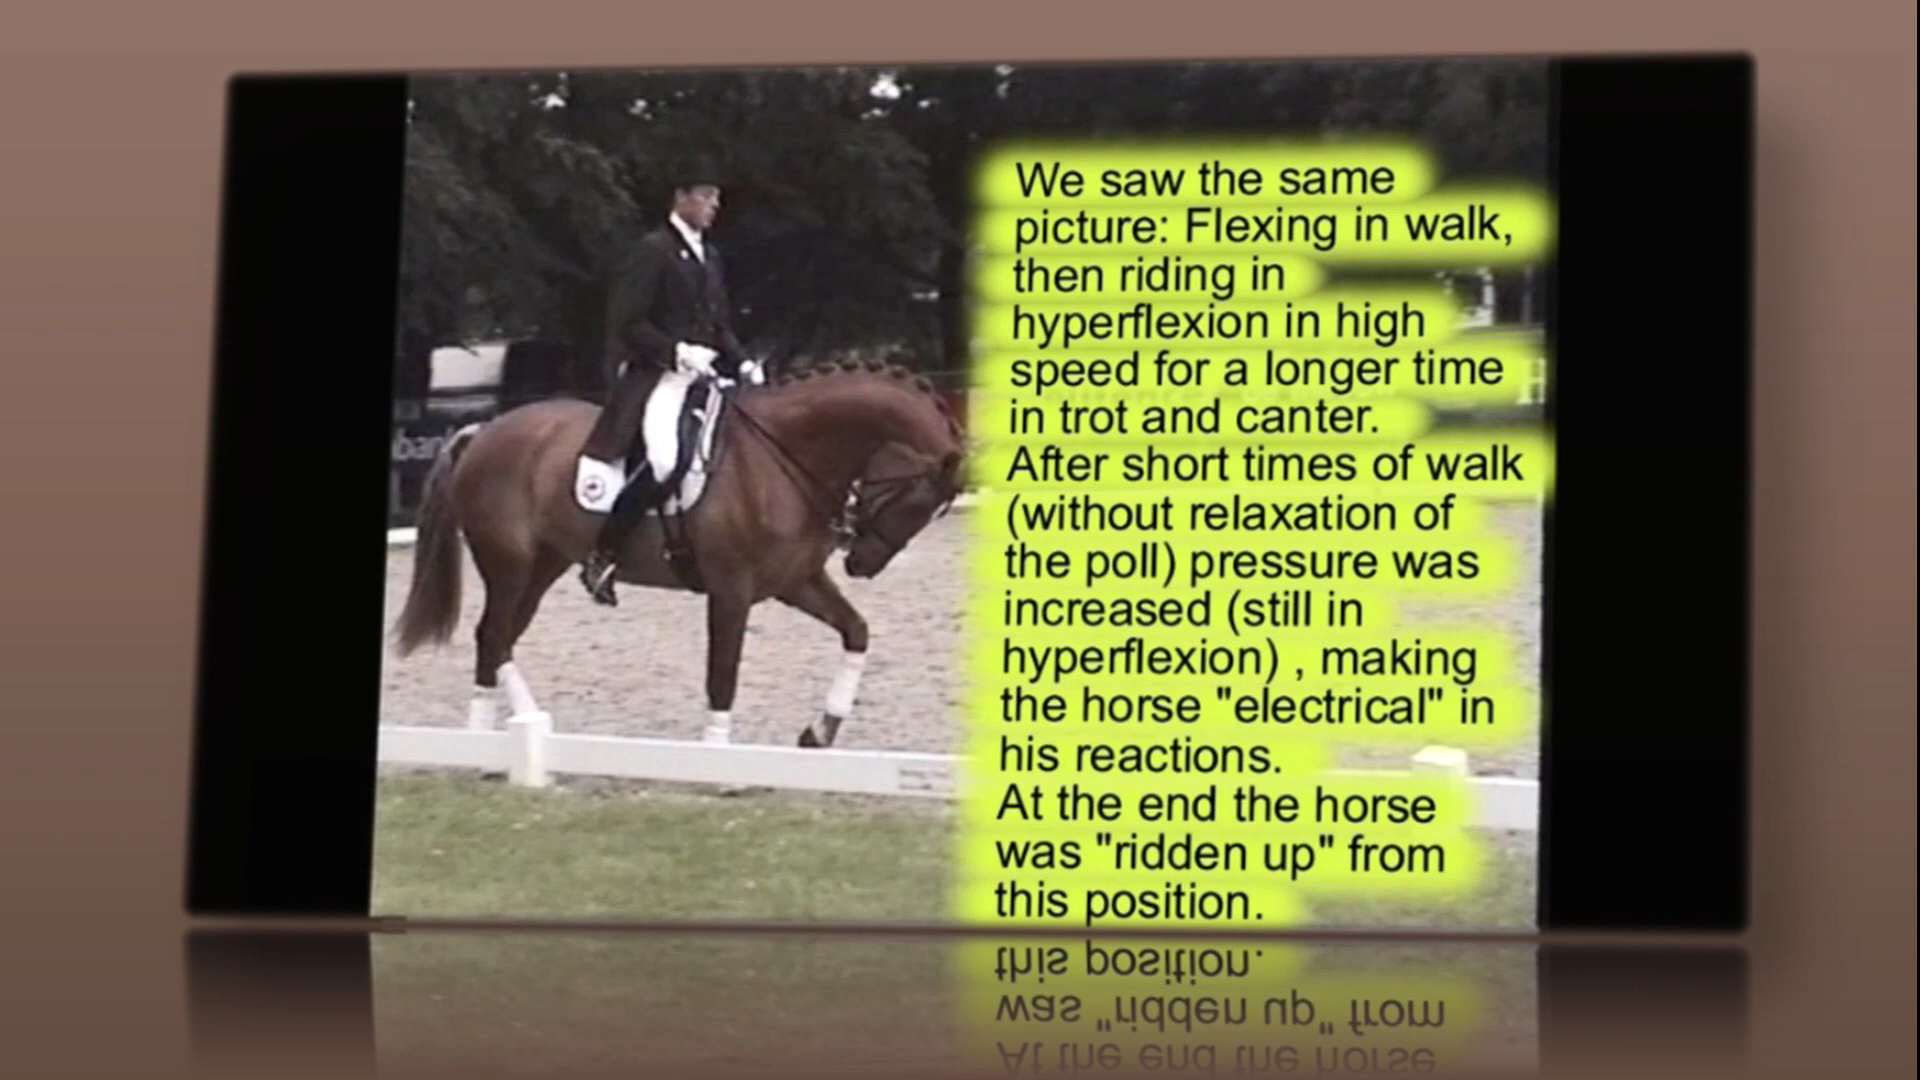 We saw the same
picture: Flexing in walk,
then riding in
hyperflexion in high
speed for a longer time
in trot and canter.
After short times of walk
(without relaxation of
the poll) pressure was
increased (still in
hyperflexion) , making
the horse "electrical" in
his reactions.
At the end the horse
was "ridden up" from
this position.